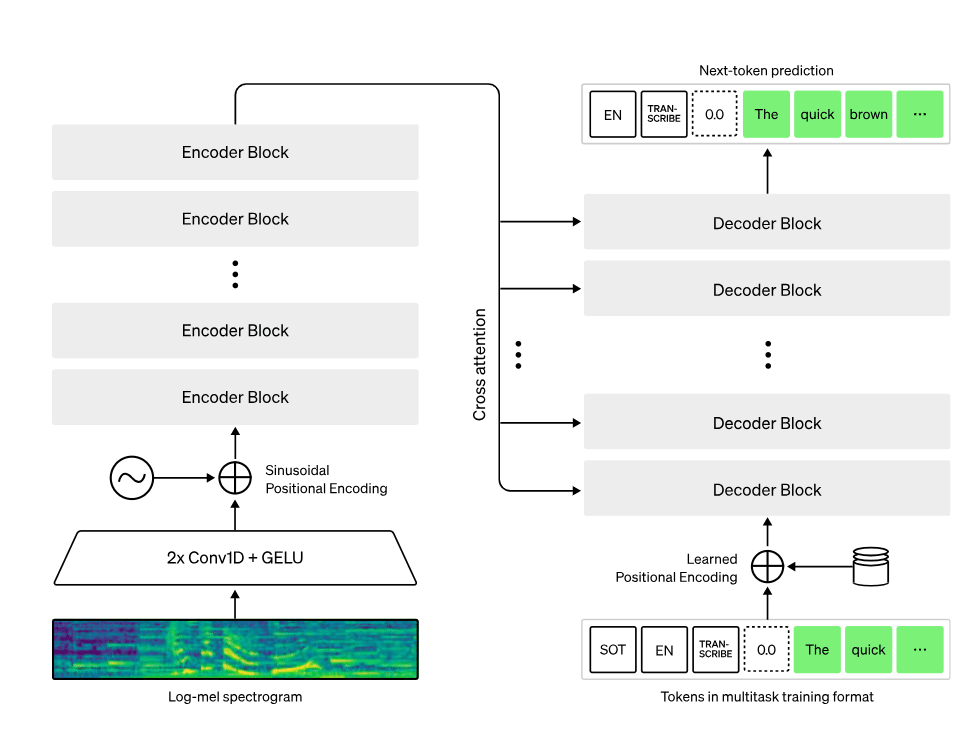 Encoder Block
Encoder Block
Encoder Block
Encoder Block
Sinusoidal
Positional Encoding
2x Conv1D + GELU
Log-mel spectrogram
Cross attention
Next-token prediction
EN TRAN-
SCRIBE 0.0 The quick brown ...
Decoder Block
Decoder Block
Decoder Block
Decoder Block
Learned
Positional Encoding
SOT EN TRAN-
SCRIBE 0.0 The quick ...
Tokens in multitask training format